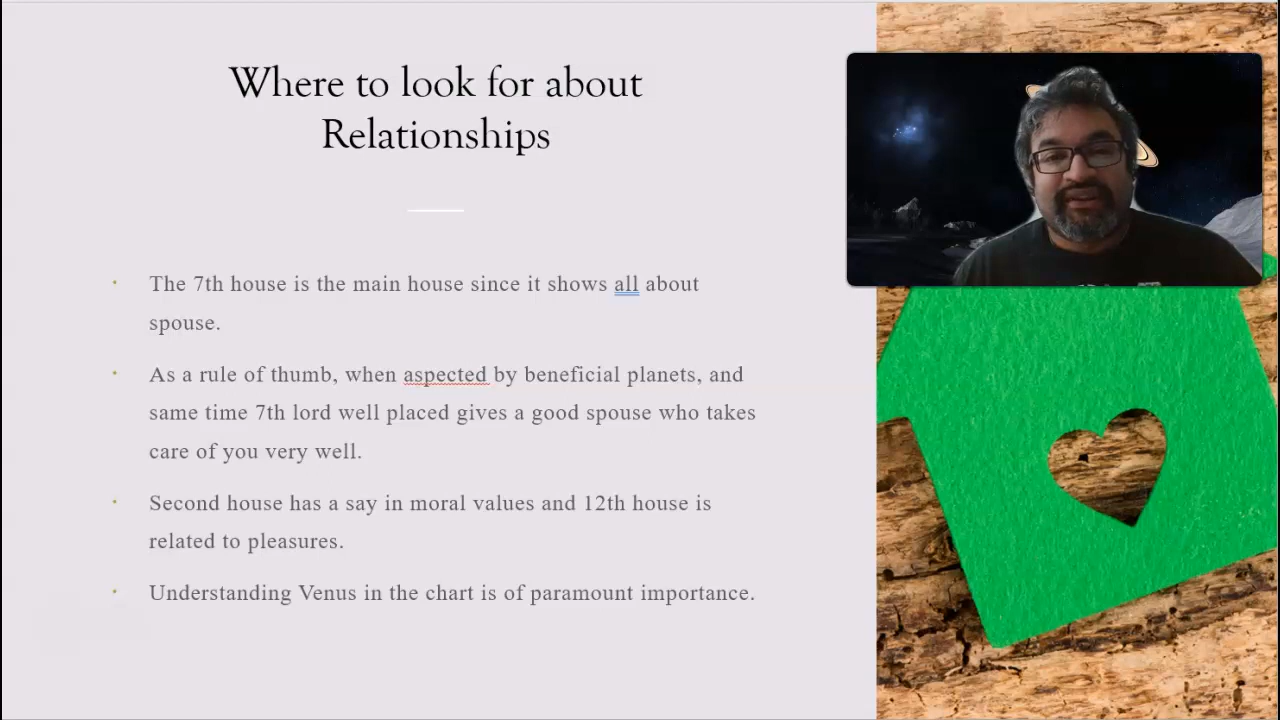 Where to look for about
Relationships
The 7th house is the main house since it shows all about
spouse.
As a rule of thumb, when aspected by beneficial planets, and
same time 7th lord well placed gives a good spouse who takes
care of you very well.
Second house has a say in moral values and 12th house is
related to pleasures.
Understanding Venus in the chart is of paramount importance.